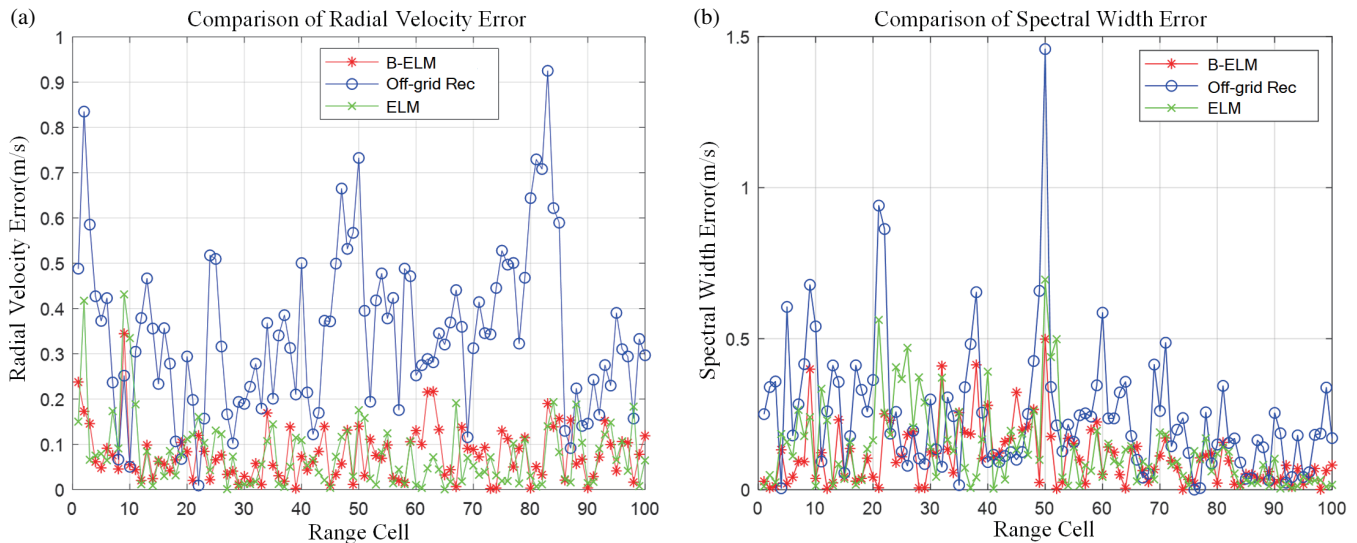 (a)
Comparison of Radial Velocity Error
1
0.9
0.8
0.7
0.6
0.5
0.4
0.3
0.2
0.1
0
Radial Velocity Error(m/s)
B-ELM
Off-grid Rec
ELM
0 10 20 30 40 50 60 70 80 90 100
Range Cell
(b)
Comparison of Spectral Width Error
1.5
1
0.5
0
Spectral Width Error(m/s)
B-ELM
Off-grid Rec
ELM
0 10 20 30 40 50 60 70 80 90 100
Range Cell